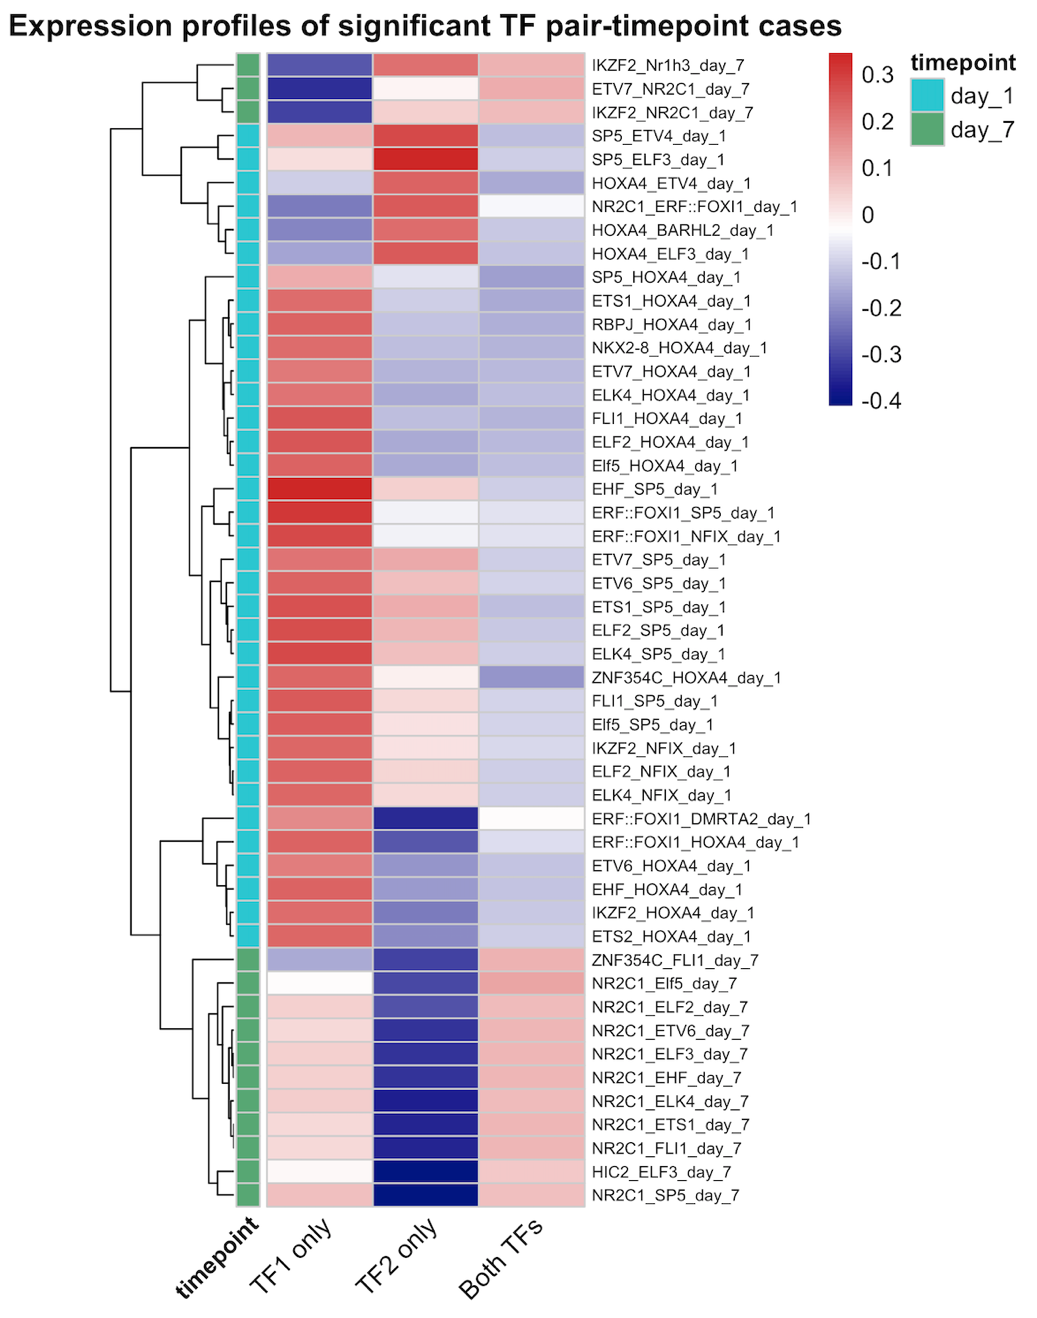 Expression profiles of significant TF pair-timepoint cases
IKZF2_Nr1h3_day_7
ETV7_NR2C1_day_7
IKZF2_NR2C1_day_7
SP5_ETV4_day_1
SP5_ELF3_day_1
HOXA4_ETV4_day_1
NR2C1_ERF::FOXI1_day_1
HOXA4_BARHL2_day_1
HOXA4_ELF3_day_1
SP5_HOXA4_day_1
ETS1_HOXA4_day_1
RBPJ_HOXA4_day_1
NKX2-8_HOXA4_day_1
ETV7_HOXA4_day_1
ELK4_HOXA4_day_1
FLI1_HOXA4_day_1
ELF2_HOXA4_day_1
Elf5_HOXA4_day_1
EHF_SP5_day_1
ERF::FOXI1_SP5_day_1
ERF::FOXI1_NFIX_day_1
ETV7_SP5_day_1
ETV6_SP5_day_1
ETS1_SP5_day_1
ELF2_SP5_day_1
ELK4_SP5_day_1
ZNF354C_HOXA4_day_1
FLI1_SP5_day_1
Elf5_SP5_day_1
IKZF2_NFIX_day_1
ELF2_NFIX_day_1
ELK4_NFIX_day_1
ERF::FOXI1_DMRTA2_day_1
ERF::FOXI1_HOXA4_day_1
ETV6_HOXA4_day_1
EHF_HOXA4_day_1
IKZF2_HOXA4_day_1
ETS2_HOXA4_day_1
ZNF354C_FLI1_day_7
NR2C1_Elf5_day_7
NR2C1_ELF2_day_7
NR2C1_ETV6_day_7
NR2C1_ELF3_day_7
NR2C1_EHF_day_7
NR2C1_ELK4_day_7
NR2C1_ETS1_day_7
NR2C1_FLI1_day_7
HIC2_ELF3_day_7
NR2C1_SP5_day_7
timepoint
TF1 only
TF2 only
Both TFs
0.3
0.2
0.1
0
-0.1
-0.2
-0.3
-0.4
timepoint
day_1
day_7